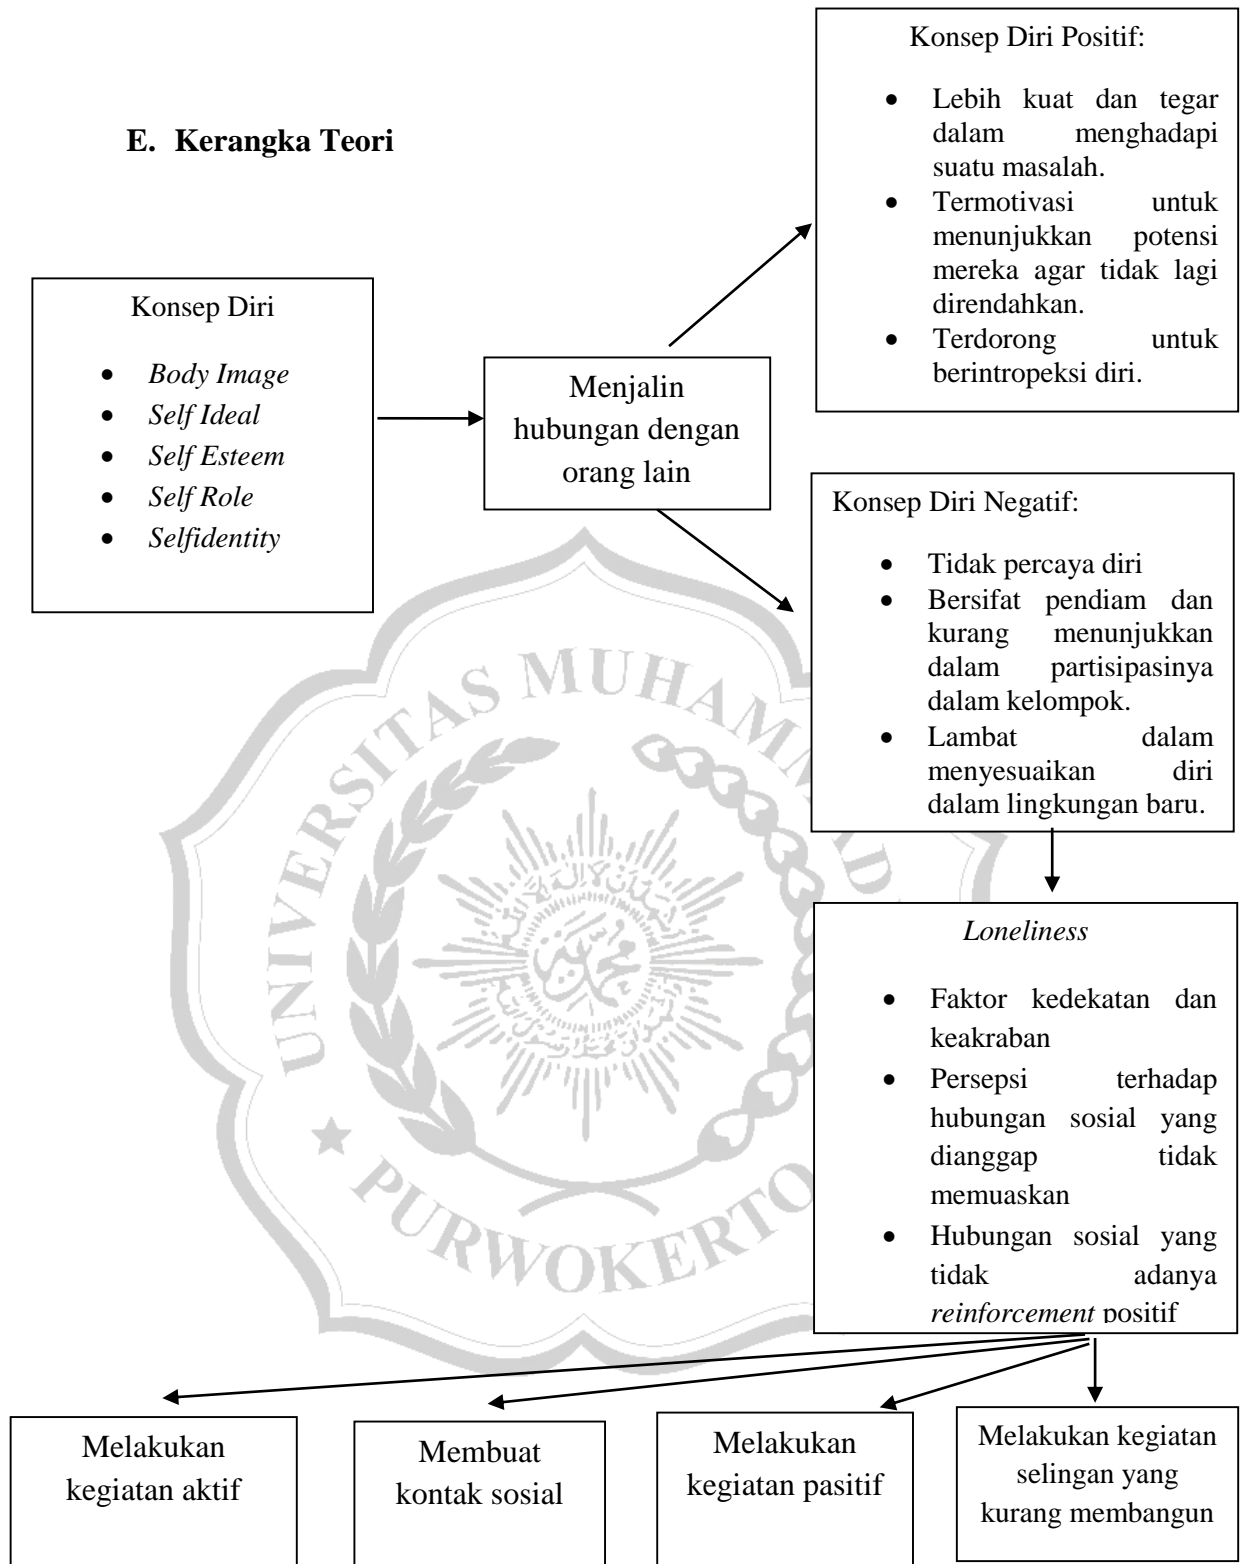 E. Kerangka Teori
Konsep Diri
• Body Image
• Self Ideal
• Self Esteem
• Self Role
• Selfidentity
Menjalin
hubungan dengan
orang lain
Konsep Diri Positif:
• Lebih kuat dan tegar
dalam menghadapi
suatu masalah.
• Termotivasi untuk
menunjukkan potensi
mereka agar tidak lagi
direndahkan.
• Terdorong untuk
berintropeksi diri.
Konsep Diri Negatif:
• Tidak percaya diri
• Bersifat pendiam dan
kurang menunjukkan
dalam partisipasinya
dalam kelompok.
• Lambat dalam
menyesuaikan diri
dalam lingkungan baru.
Loneliness
• Faktor kedekatan dan
keakraban
• Persepsi terhadap
hubungan sosial yang
dianggap tidak
memuaskan
• Hubungan sosial yang
tidak adanya
reinforcement positif
Melakukan
kegiatan aktif
Membuat
kontak sosial
Melakukan
kegiatan pasitif
Melakukan kegiatan
selingan yang
kurang membangun
UNIVERSITAS MUHAMMAD
PURWOKERTO